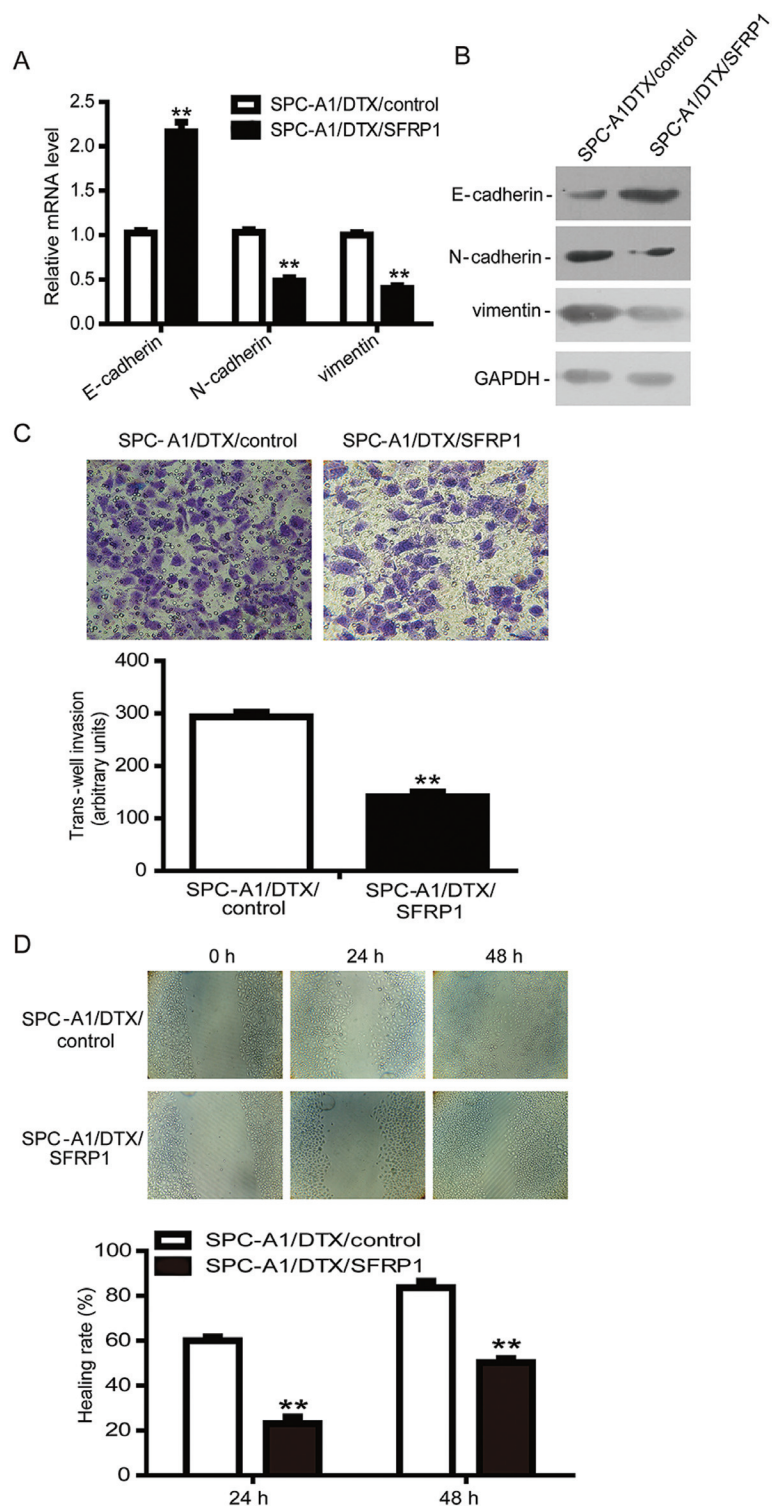 A
SPC-A1/DTX/control
SPC-A1/DTX/SFRP1
Relative mRNA level
2.5
2.0
1.5
1.0
0.5
0.0
**
**
**
E-cadherin
N-cadherin
vimentin
B
SPC-A1DTX/control
SPC-A1/DTX/SFRP1
E-cadherin-
N-cadherin-
vimentin -
GAPDH -
C
SPC-A1/DTX/control
SPC-A1/DTX/SFRP1
Trans-well invasion
(arbitrary units)
400
300
200
100
0
**
SPC-A1/DTX/
control
SPC-A1/DTX/
SFRP1
D
0 h
24 h
48 h
SPC-A1/DTX/
control
SPC-A1/DTX/
SFRP1
SPC-A1/DTX/control
SPC-A1/DTX/SFRP1
Healing rate (%)
100
80
60
40
20
0
**
**
24 h
48 h